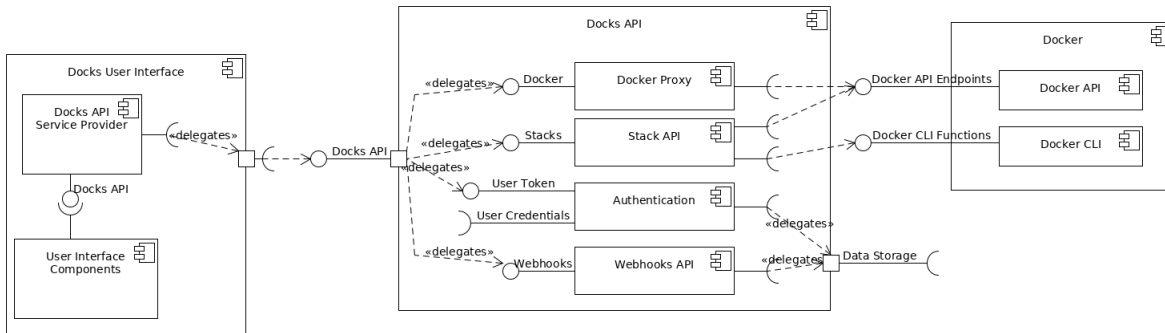 Docks API
Docker
Docks User Interface
«delegates»
Docker
Docker Proxy
Docker API Endpoints
Docker API
Docks API
Service Provider
«delegates»
«delegates»
Stacks
Stack API
Docker CLI Functions
Docker CLI
Docks API
«delegates»
User Token
Authentication
Docks API
User Credentials
«delegates»
User Interface
Components
«delegates»
Webhooks
Webhooks API
«delegates»
Data Storage